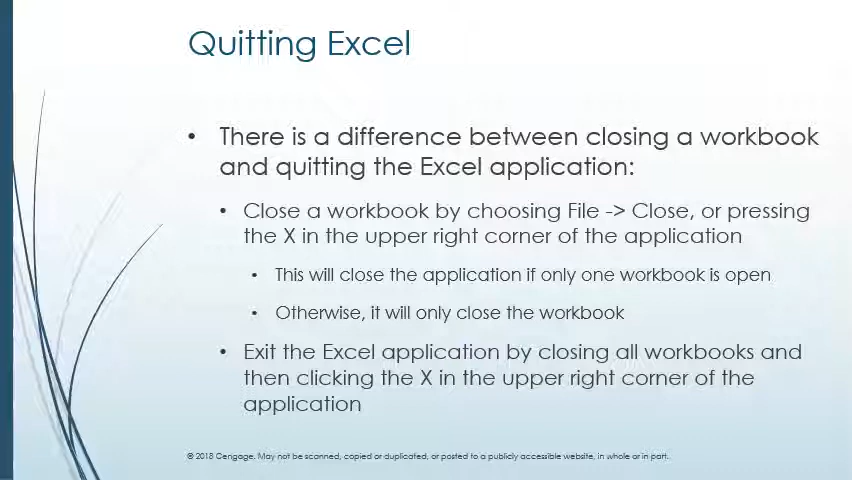 Quitting Excel
• There is a difference between closing a workbook
and quitting the Excel application:
• Close a workbook by choosing File -> Close, or pressing
the X in the upper right corner of the application
• This will close the application if only one workbook is open
• Otherwise, it will only close the workbook
• Exit the Excel application by closing all workbooks and
then clicking the X in the upper right corner of the
application
© 2018 Cengage. May not be scanned, copied or duplicated, or posted to a publicly accessible website, in whole or in part.